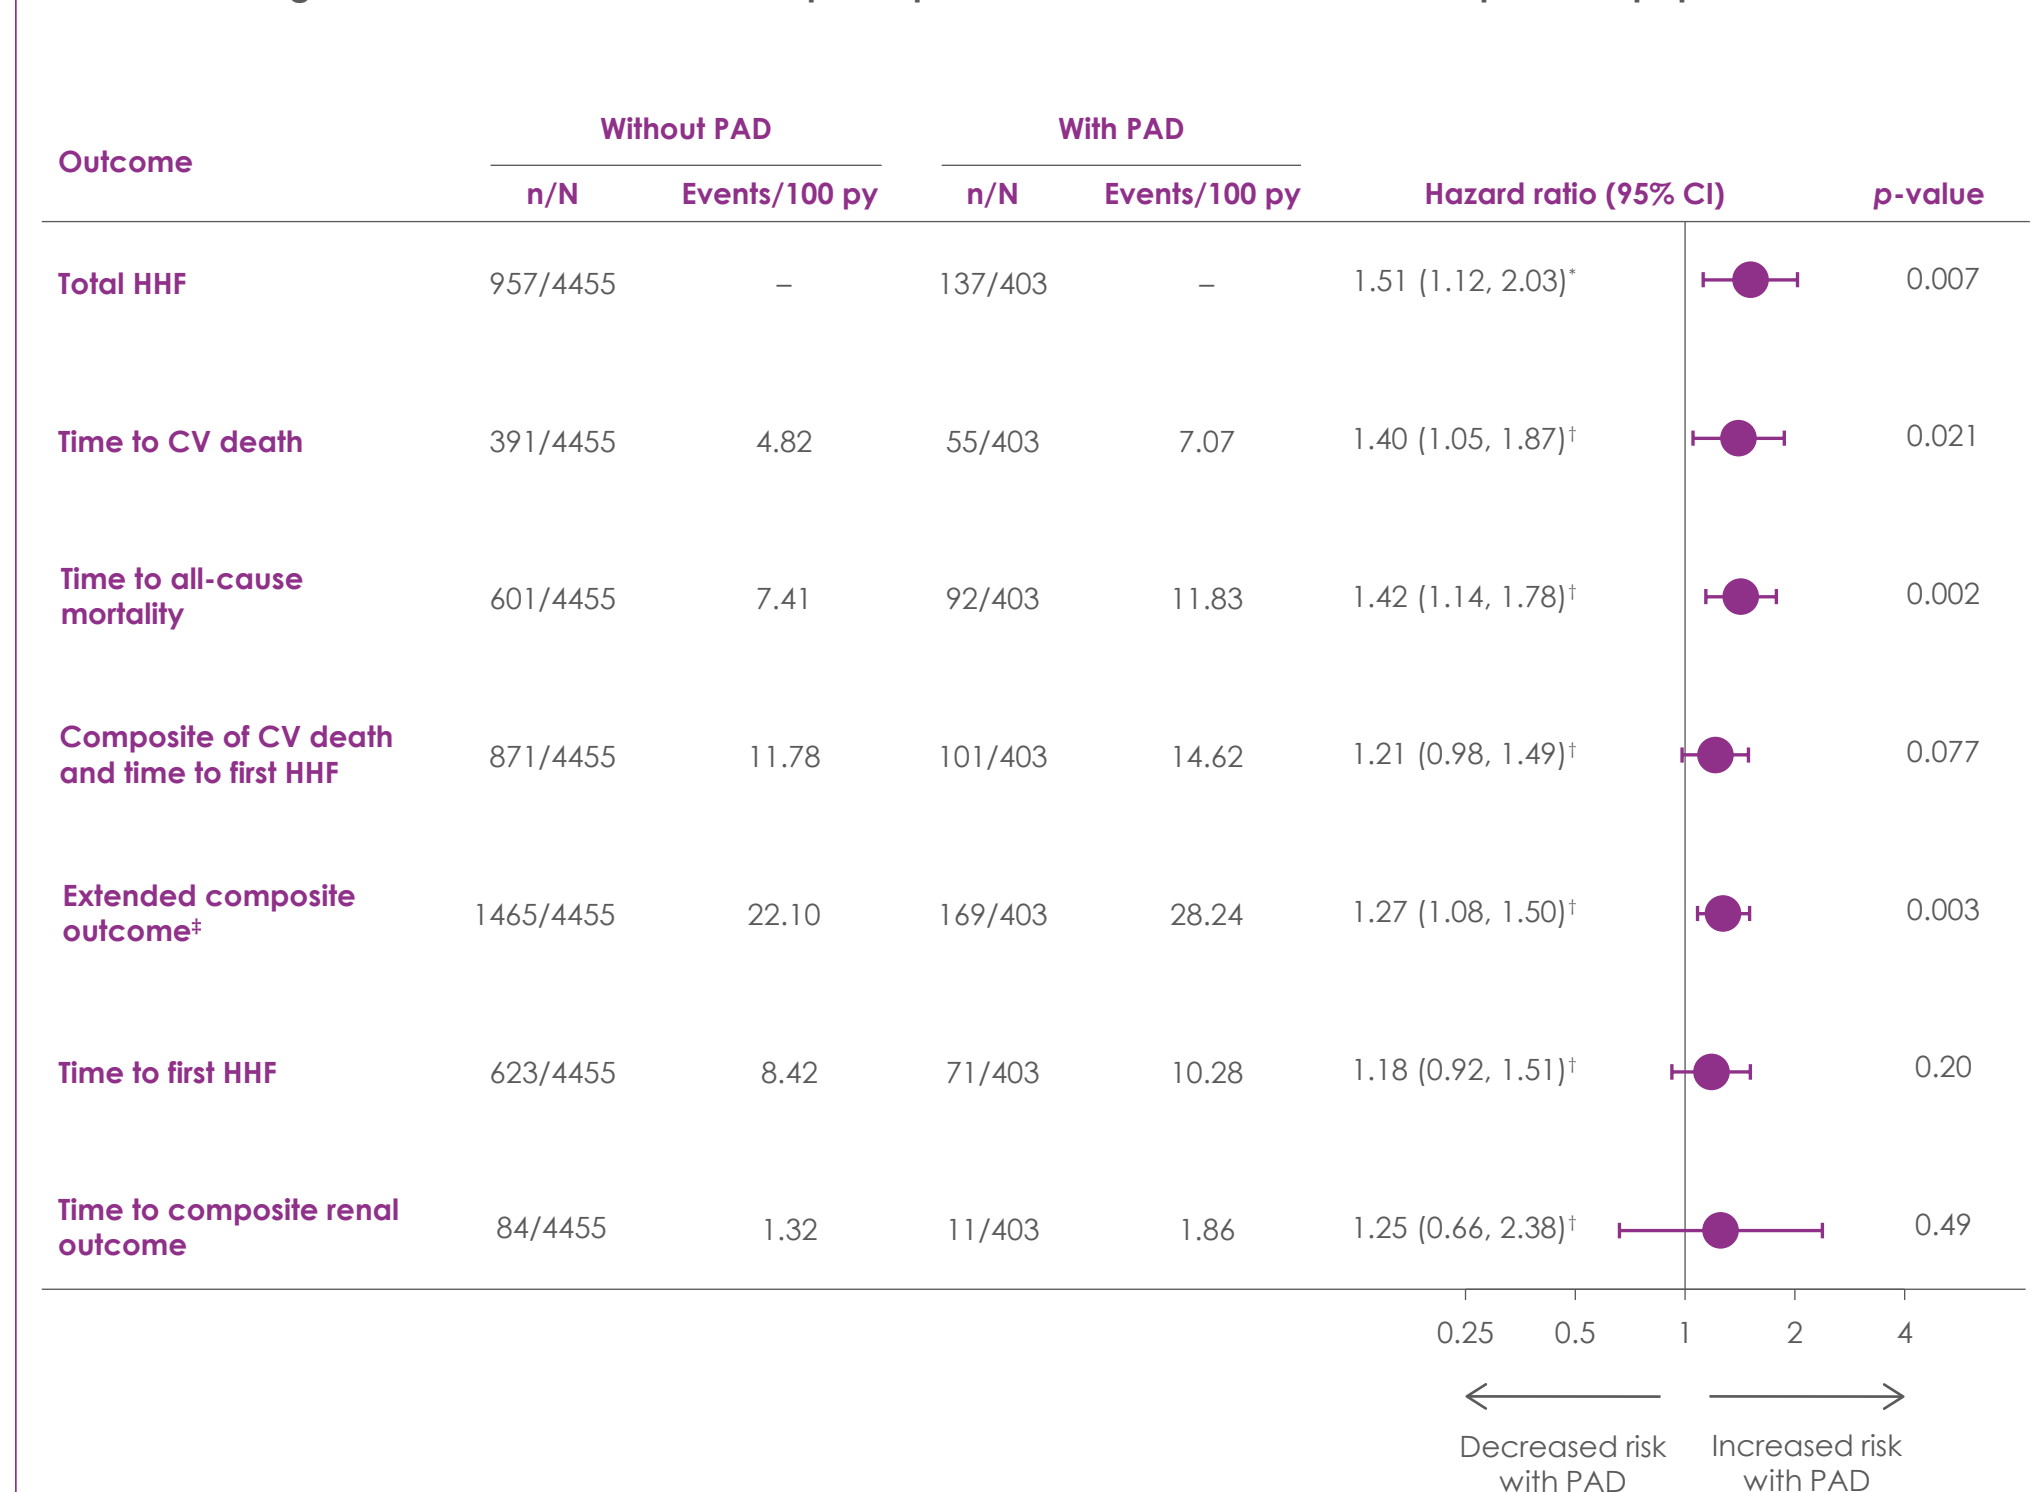 Without PAD With PAD
Outcome
n/N Events/100 py n/N Events/100 py Hazard ratio (95% CI) p-value
Total HHF 957/4455 – 137/403 – 1.51 (1.12, 2.03)* 0.007
Time to CV death 391/4455 4.82 55/403 7.07 1.40 (1.05, 1.87)† 0.021
Time to all-cause
mortality 601/4455 7.41 92/403 11.83 1.42 (1.14, 1.78)† 0.002
Composite of CV death
and time to first HHF 871/4455 11.78 101/403 14.62 1.21 (0.98, 1.49)† 0.077
Extended composite
outcome‡ 1465/4455 22.10 169/403 28.24 1.27 (1.08, 1.50)† 0.003
Time to first HHF 623/4455 8.42 71/403 10.28 1.18 (0.92, 1.51)† 0.20
Time to composite renal
outcome 84/4455 1.32 11/403 1.86 1.25 (0.66, 2.38)† 0.49
0.25 0.5 1 2 4
Decreased risk Increased risk
with PAD with PAD